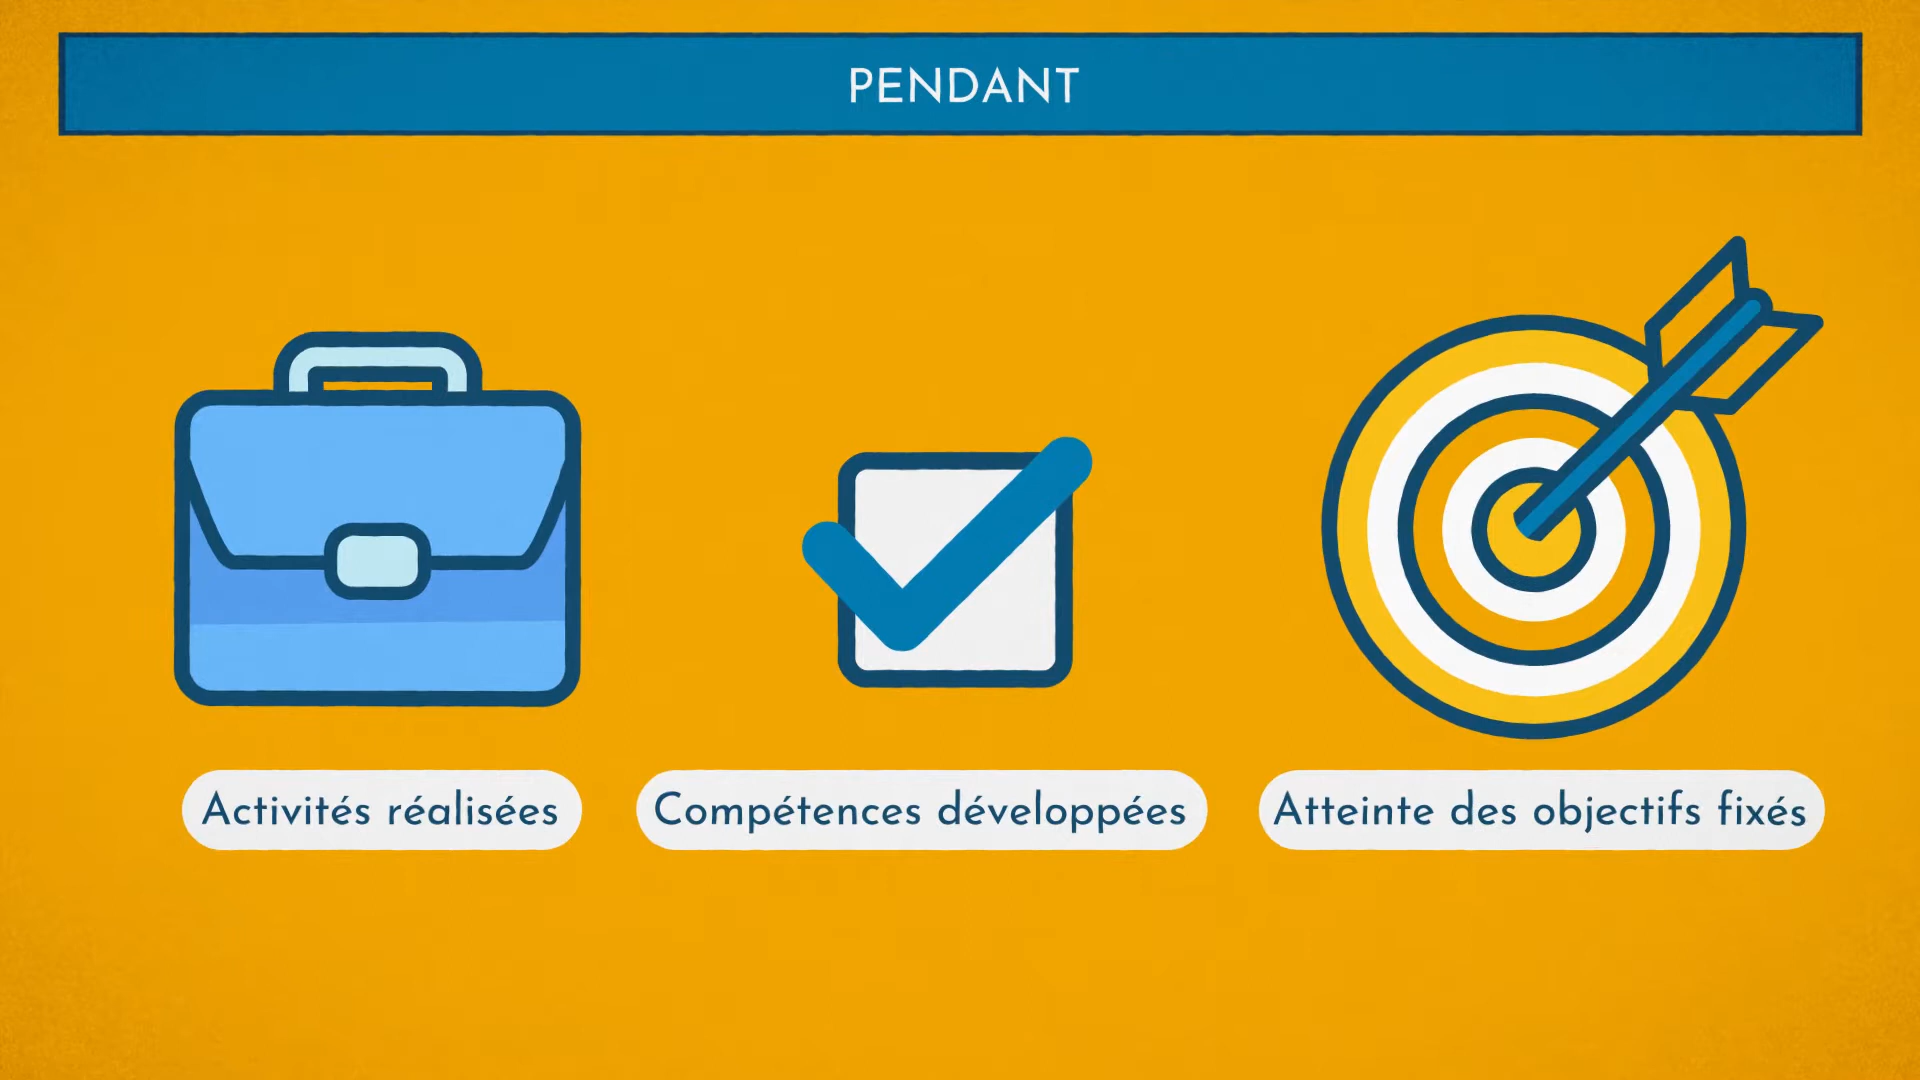 PENDANT
Activités réalisées
Compétences développées
Atteinte des objectifs fixés